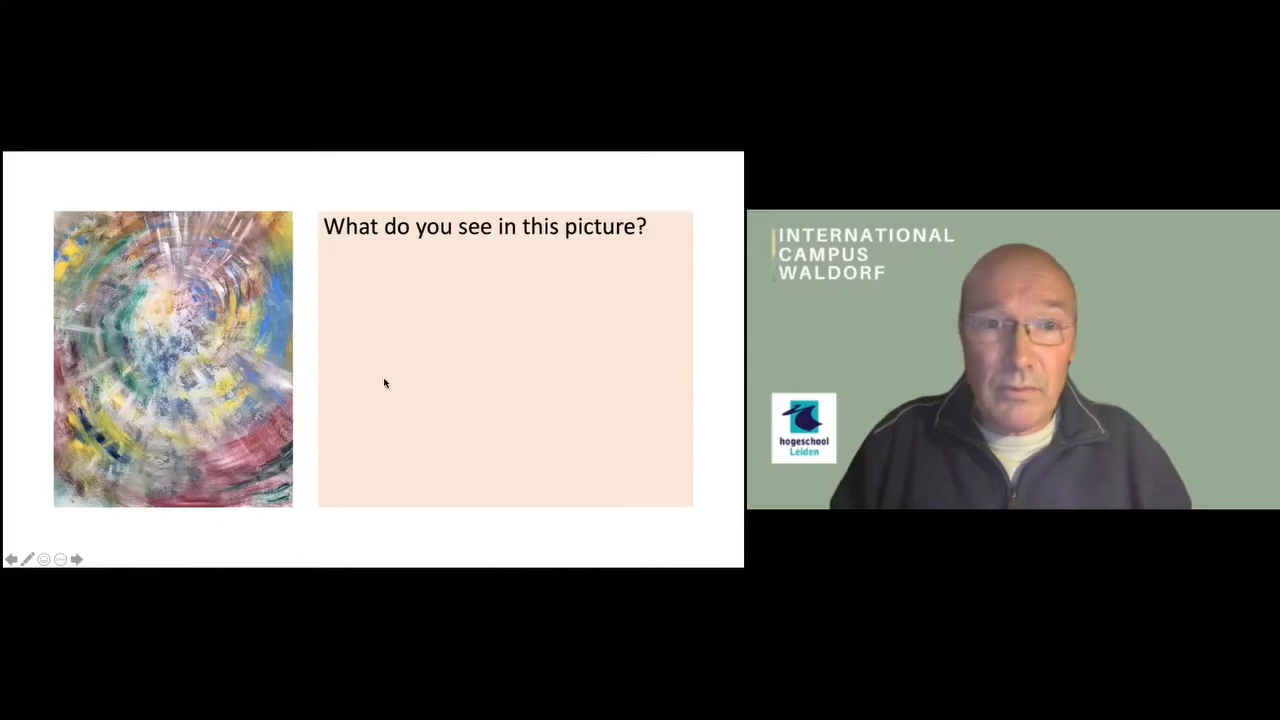 What do you see in this picture?
INTERNATIONAL
CAMPUS
WALDORF
hogeschool
Leiden